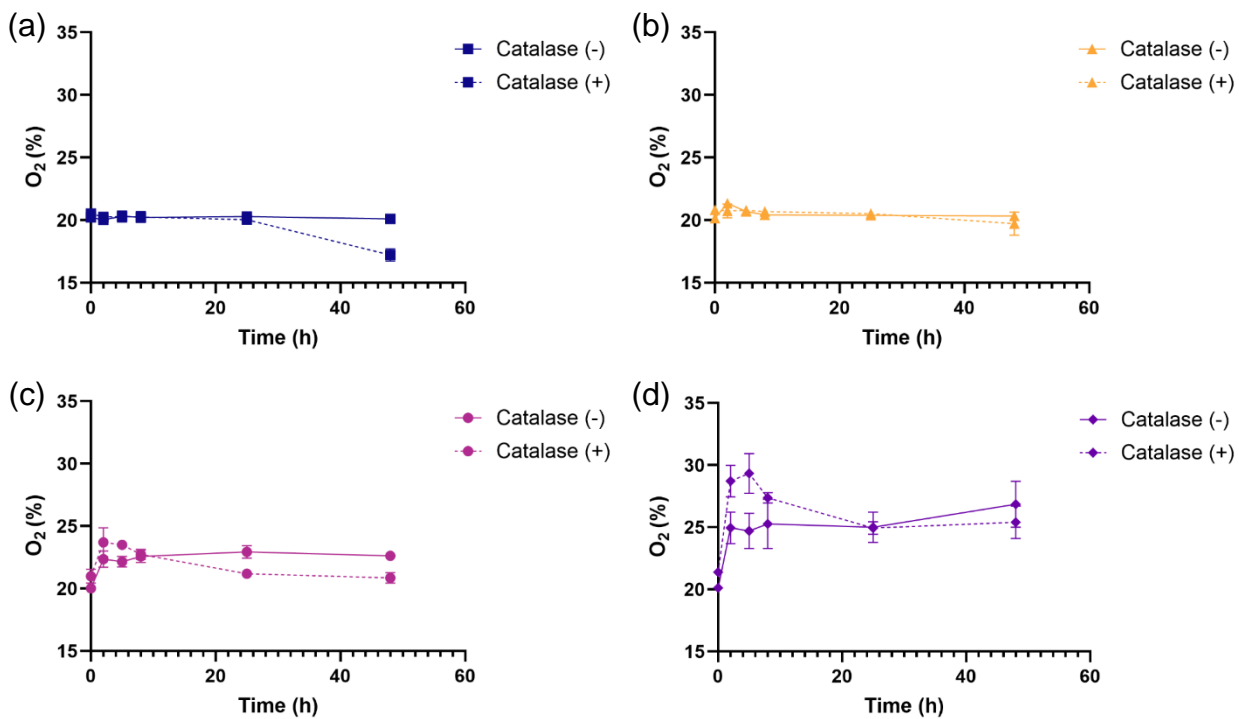 (a)
Catalase (-)
Catalase (+)
35
30
25
20
15
O₂ (%)
0 20 40 60
Time (h)
(b)
Catalase (-)
Catalase (+)
35
30
25
20
15
O₂ (%)
0 20 40 60
Time (h)
(c)
Catalase (-)
Catalase (+)
35
30
25
20
15
O₂ (%)
0 20 40 60
Time (h)
(d)
Catalase (-)
Catalase (+)
35
30
25
20
15
O₂ (%)
0 20 40 60
Time (h)